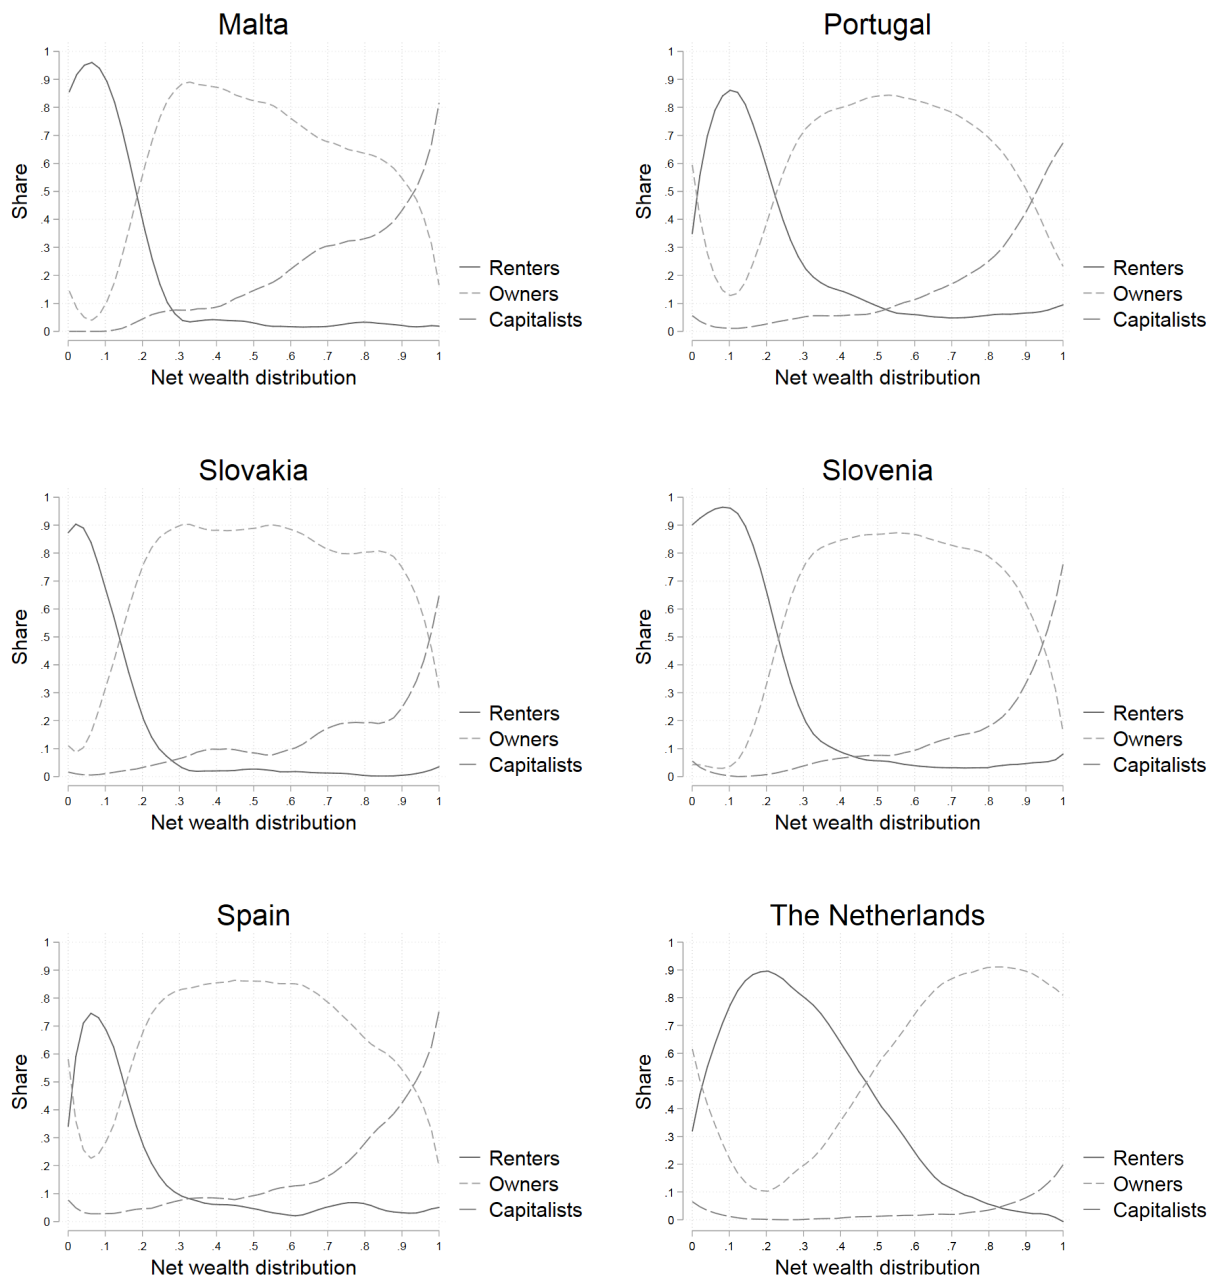 Malta
1
.9
.8
.7
.6
.5
.4
.3
.2
.1
0
Share
0 .1 .2 .3 .4 .5 .6 .7 .8 .9 1
Net wealth distribution
Renters
Owners
Capitalists
Portugal
1
.9
.8
.7
.6
.5
.4
.3
.2
.1
0
Share
0 .1 .2 .3 .4 .5 .6 .7 .8 .9 1
Net wealth distribution
Renters
Owners
Capitalists
Slovakia
1
.9
.8
.7
.6
.5
.4
.3
.2
.1
0
Share
0 .1 .2 .3 .4 .5 .6 .7 .8 .9 1
Net wealth distribution
Renters
Owners
Capitalists
Slovenia
1
.9
.8
.7
.6
.5
.4
.3
.2
.1
0
Share
0 .1 .2 .3 .4 .5 .6 .7 .8 .9 1
Net wealth distribution
Renters
Owners
Capitalists
Spain
1
.9
.8
.7
.6
.5
.4
.3
.2
.1
0
Share
0 .1 .2 .3 .4 .5 .6 .7 .8 .9 1
Net wealth distribution
Renters
Owners
Capitalists
The Netherlands
1
.9
.8
.7
.6
.5
.4
.3
.2
.1
0
Share
0 .1 .2 .3 .4 .5 .6 .7 .8 .9 1
Net wealth distribution
Renters
Owners
Capitalists